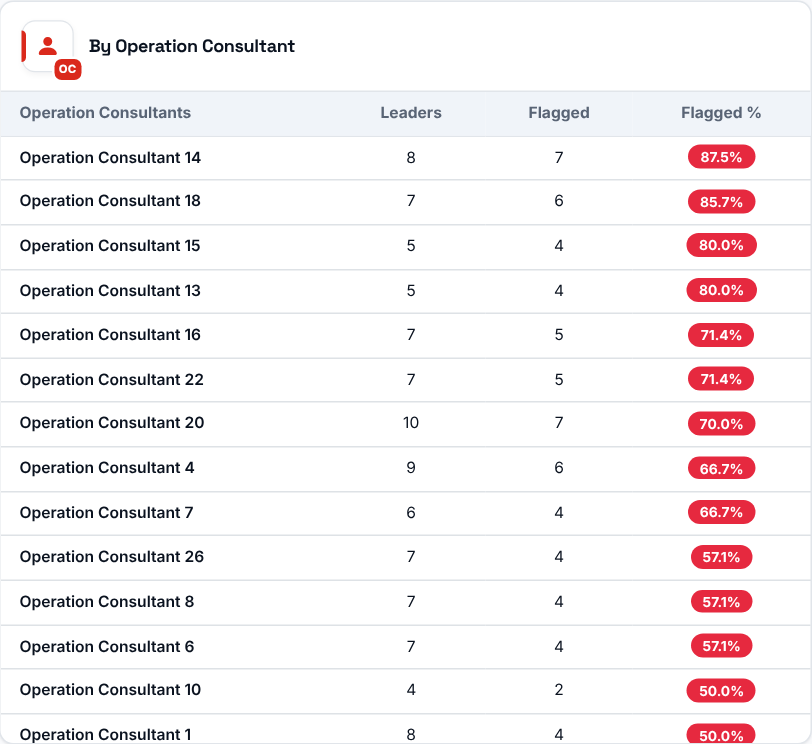 OC
By Operation Consultant
Operation Consultants Leaders Flagged Flagged %
Operation Consultant 14 8 7 87.5%
Operation Consultant 18 7 6 85.7%
Operation Consultant 15 5 4 80.0%
Operation Consultant 13 5 4 80.0%
Operation Consultant 16 7 5 71.4%
Operation Consultant 22 7 5 71.4%
Operation Consultant 20 10 7 70.0%
Operation Consultant 4 9 6 66.7%
Operation Consultant 7 6 4 66.7%
Operation Consultant 26 7 4 57.1%
Operation Consultant 8 7 4 57.1%
Operation Consultant 6 7 4 57.1%
Operation Consultant 10 4 2 50.0%
Operation Consultant 1 8 4 50.0%